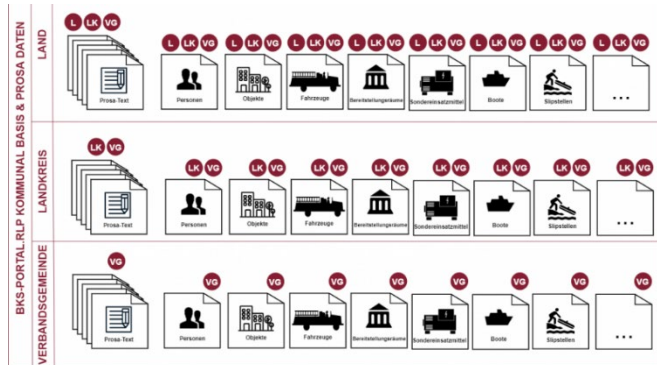 BKS-PORTAL.RLP KOMMUNAL BASIS & PROSA DATEN
LAND
L LK VG
Prosa-Text
L LK VG L LK VG L LK VG L LK VG L LK VG L LK VG L LK VG L LK VG
Personen Objekte Fahrzeuge Bereitstellungsräume Sondereinsatzmittel Boote Slipstellen ...
LANDKREIS
LK VG
Prosa-Text
LK VG LK VG LK VG LK VG LK VG LK VG LK VG LK VG
Personen Objekte Fahrzeuge Bereitstellungsräume Sondereinsatzmittel Boote Slipstellen ...
VERBANDSGEMEINDE
VG
Prosa-Text
VG VG VG VG VG VG VG VG
Personen Objekte Fahrzeuge Bereitstellungsräume Sondereinsatzmittel Boote Slipstellen ...